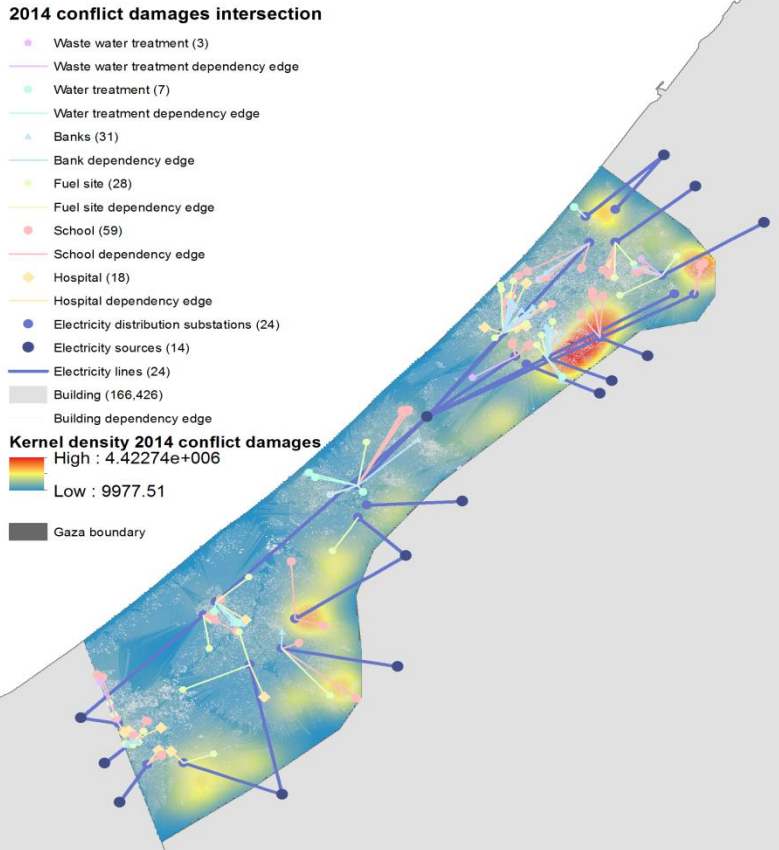 2014 conflict damages intersection
Waste water treatment (3)
Waste water treatment dependency edge
Water treatment (7)
Water treatment dependency edge
Banks (31)
Bank dependency edge
Fuel site (28)
Fuel site dependency edge
School (59)
School dependency edge
Hospital (18)
Hospital dependency edge
Electricity distribution substations (24)
Electricity sources (14)
Electricity lines (24)
Building (166,426)
Building dependency edge
Kernel density 2014 conflict damages
High : 4.42274e+006
Low : 9977.51
Gaza boundary